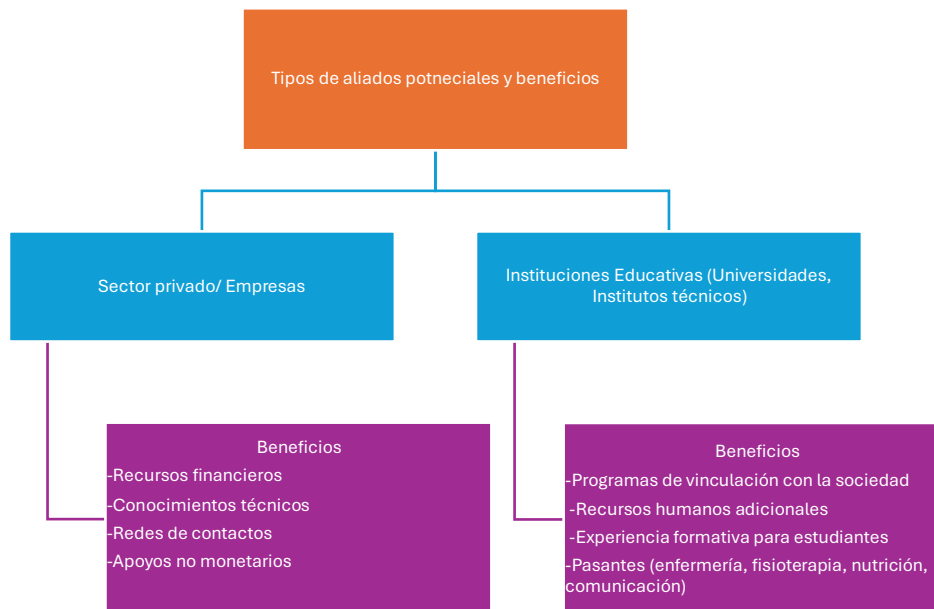 Tipos de aliados potneciales y beneficios
Sector privado/ Empresas
Instituciones Educativas (Universidades,
Institutos técnicos)
Beneficios
-Recursos financieros
-Conocimientos técnicos
-Redes de contactos
-Apoyos no monetarios
Beneficios
-Programas de vinculación con la sociedad
-Recursos humanos adicionales
-Experiencia formativa para estudiantes
-Pasantes (enfermería, fisioterapia, nutrición,
comunicación)